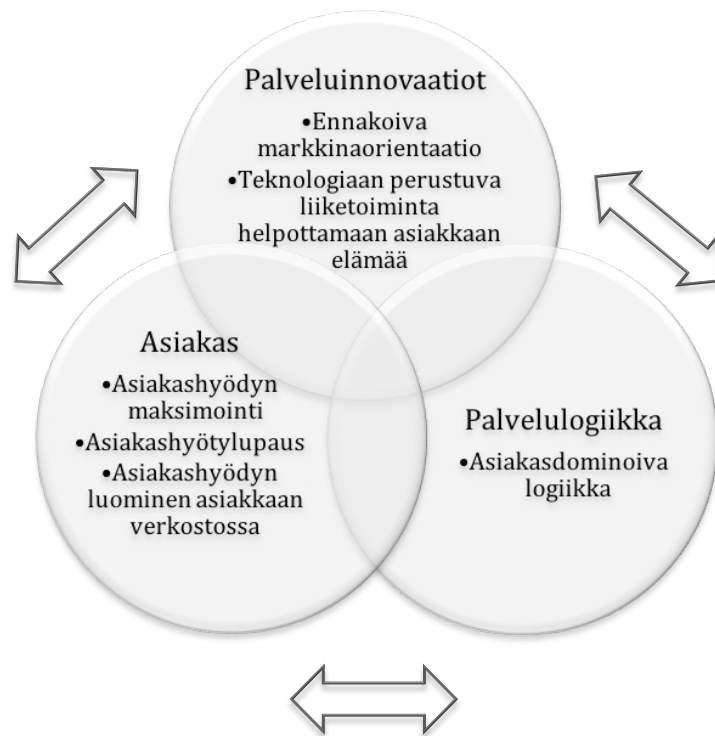 Palveluinnovaatiot
•Ennakoiva
markkinaorientaatio
•Teknologiaan perustuva
liiketoiminta
helpottamaan asiakkaan
elämää
Asiakas
•Asiakashyödyn
maksimointi
•Asiakashyötylupaus
•Asiakashyödyn
luominen asiakkaan
verkostossa
Palvelulogiikka
•Asiakasdominoiva
logiikka